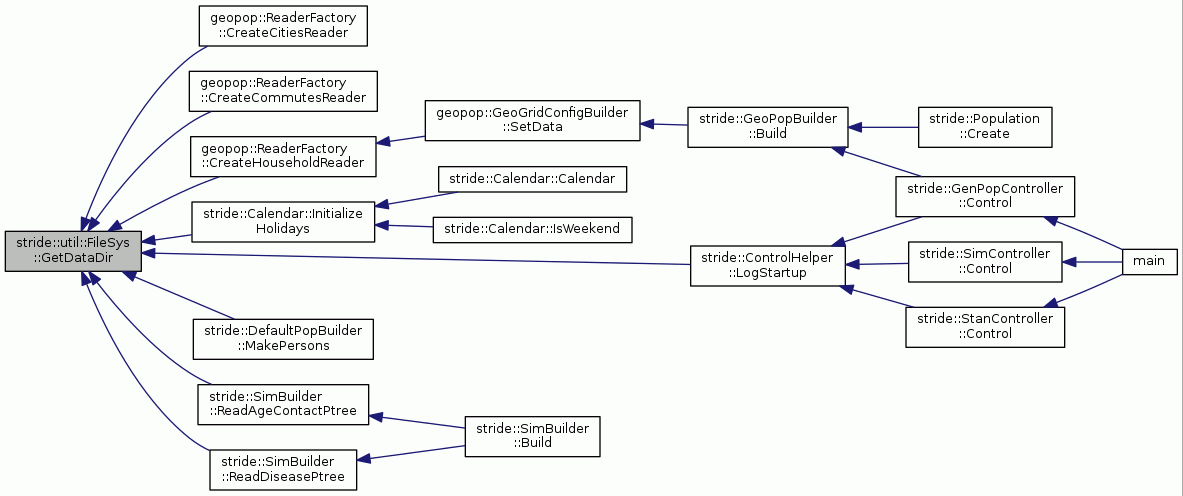 geopop::ReaderFactory
::CreateCitiesReader
geopop::ReaderFactory
::CreateCommutesReader
geopop::GeoGridConfigBuilder
::SetData
stride::GeoPopBuilder
::Build
stride::Population
::Create
geopop::ReaderFactory
::CreateHouseholdReader
stride::Calendar::Calendar
stride::GenPopController
::Control
stride::Calendar::Initialize
Holidays
stride::Calendar::IsWeekend
stride::util::FileSys
::GetDataDir
stride::ControlHelper
::LogStartup
stride::SimController
::Control
main
stride::DefaultPopBuilder
::MakePersons
stride::StanController
::Control
stride::SimBuilder
::ReadAgeContactPtree
stride::SimBuilder
::Build
stride::SimBuilder
::ReadDiseasePtree